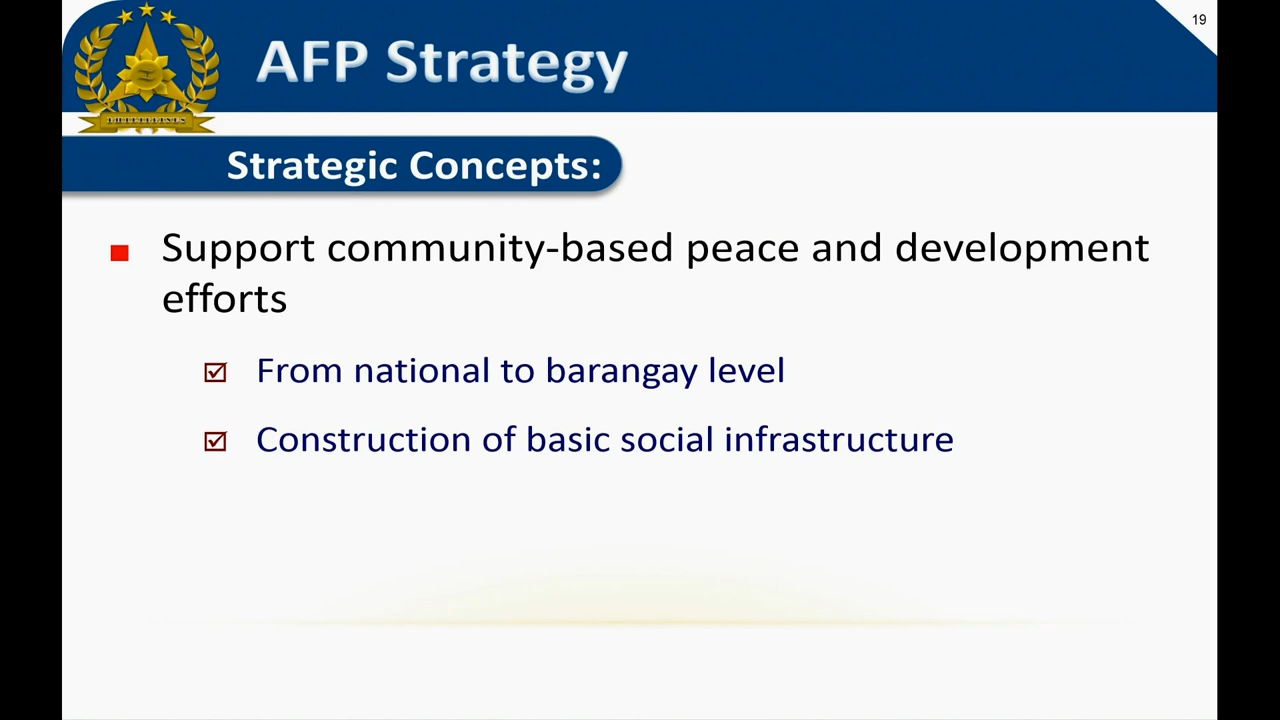 19
AFP Strategy
PHILIPPINES
Strategic Concepts:
Support community-based peace and development
efforts
From national to barangay level
Construction of basic social infrastructure